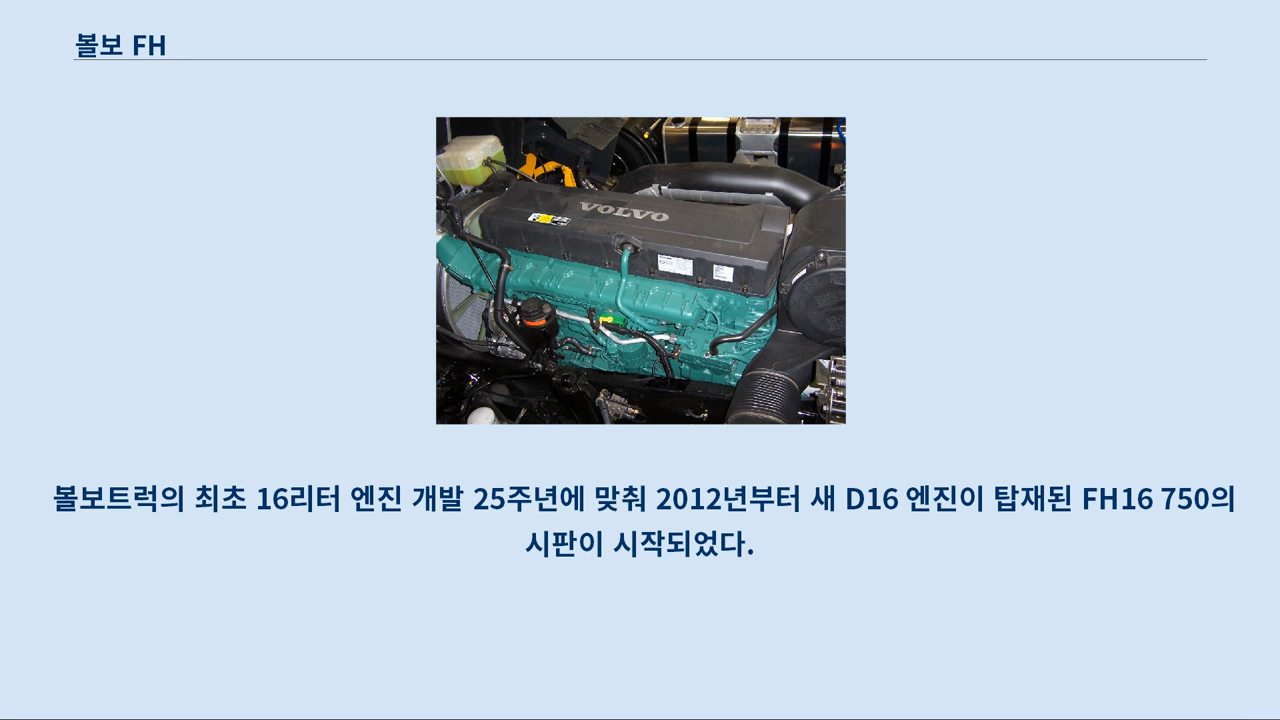 볼보 FH
VOLVO
볼보트럭의 최초 16리터 엔진 개발 25주년에 맞춰 2012년부터 새 D16 엔진이 탑재된 FH16 750의
시판이 시작되었다.